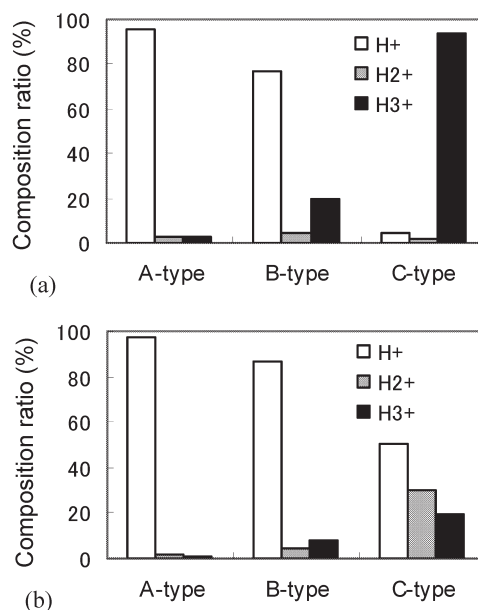 100
80
60
40
20
0
Composition ratio (%)
H+
H2+
H3+
A-type
B-type
C-type
(a)
100
80
60
40
20
0
Composition ratio (%)
H+
H2+
H3+
A-type
B-type
C-type
(b)